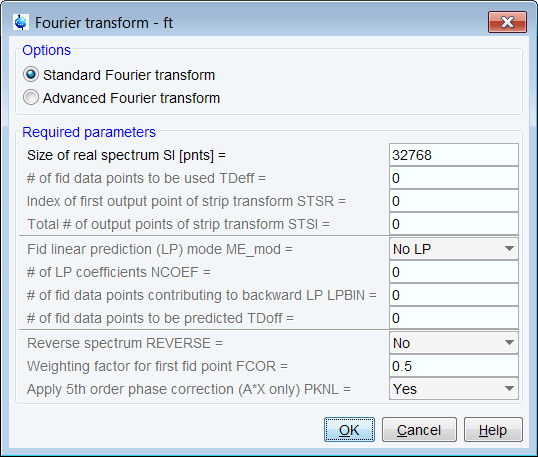 Fourier transform - ft
Options
Standard Fourier transform
Advanced Fourier transform
Required parameters
Size of real spectrum SI [pnts] = 32768
# of fid data points to be used TDeff = 0
Index of first output point of strip transform STSR = 0
Total # of output points of strip transform STSI = 0
Fid linear prediction (LP) mode ME_mod = No LP
# of LP coefficients NCOEF = 0
# of fid data points contributing to backward LP LPBIN = 0
# of fid data points to be predicted TDoff = 0
Reverse spectrum REVERSE = No
Weighting factor for first fid point FCOR = 0.5
Apply 5th order phase correction (A*X only) PKNL = Yes
OK Cancel Help